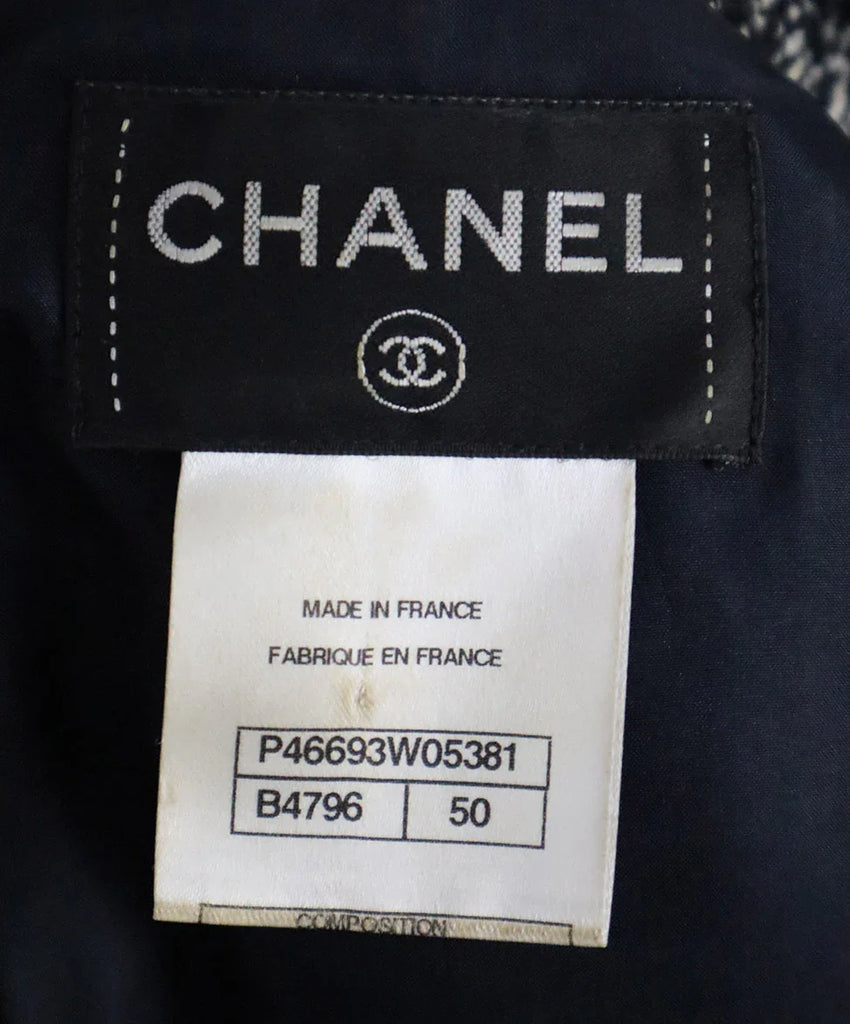 CHANEL
MADE IN FRANCE
FABRIQUE EN FRANCE
P46693W05381
B4796 50
COMPOSITION